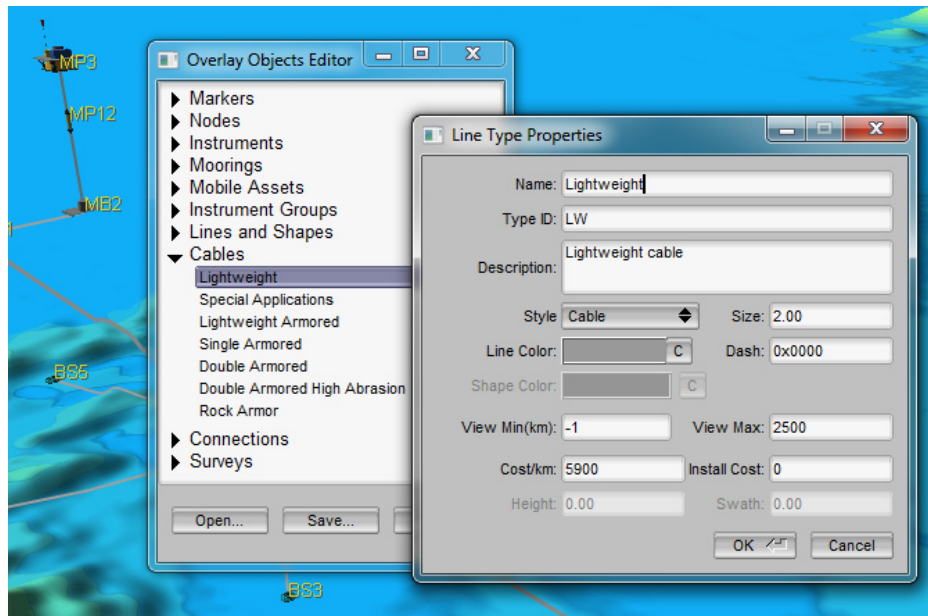 MP3
MP12
MB2
BS5
BS3
Overlay Objects Editor
Markers
Nodes
Instruments
Moorings
Mobile Assets
Instrument Groups
Lines and Shapes
Cables
Lightweight
Special Applications
Lightweight Armored
Single Armored
Double Armored
Double Armored High Abrasion
Rock Armor
Connections
Surveys
Open...
Save...
Line Type Properties
Name: Lightweight
Type ID: LW
Description: Lightweight cable
Style Cable Size: 2.00
Line Color: C Dash: 0x0000
Shape Color: C
View Min(km): -1 View Max: 2500
Cost/km: 5900 Install Cost: 0
Height: 0.00 Swath: 0.00
OK Cancel